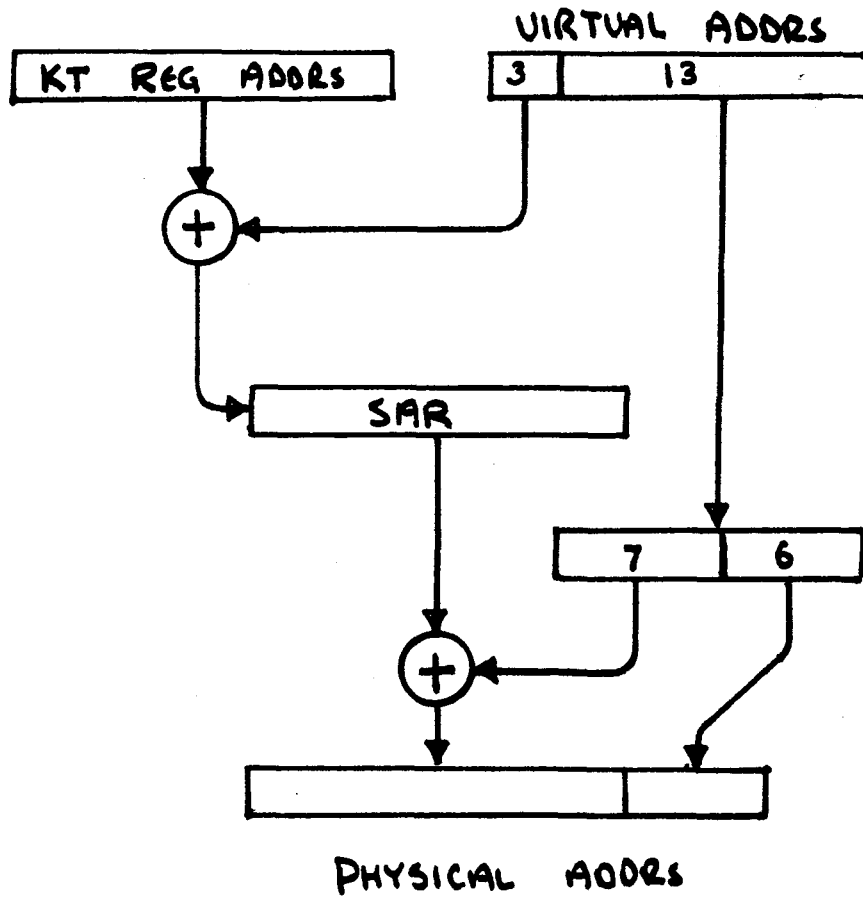 VIRTUAL ADDRS
KT REG ADDRS
3 13
+
SAR
7 6
+
PHYSICAL ADDRS